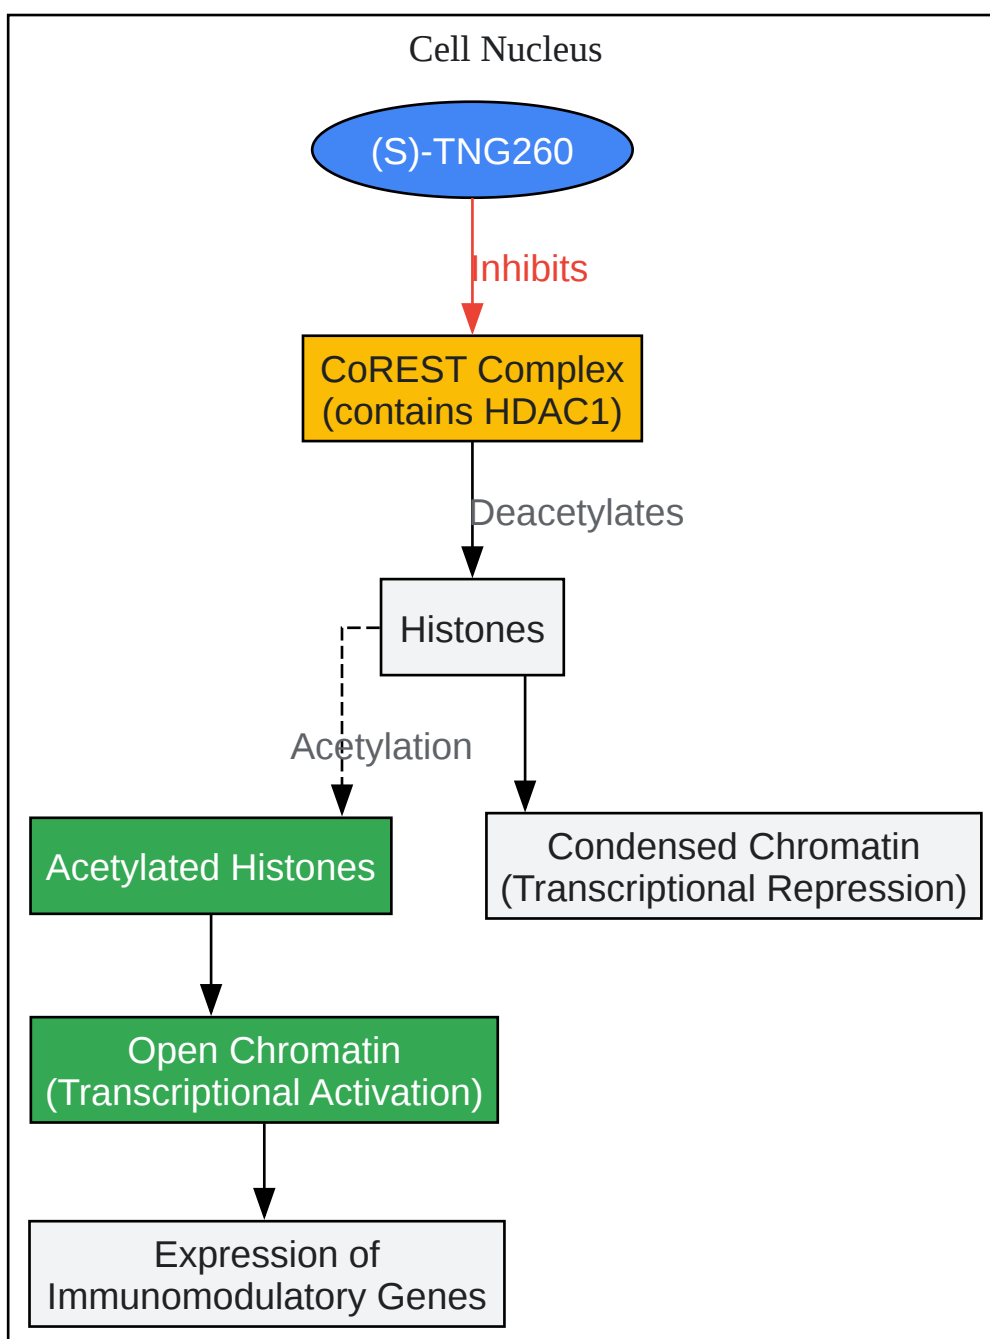 Cell Nucleus
(S)-TNG260
Inhibits
CoREST Complex
(contains HDAC1)
Deacetylates
Histones
Acetylation
Acetylated Histones
Condensed Chromatin
(Transcriptional Repression)
Open Chromatin
(Transcriptional Activation)
Expression of
Immunomodulatory Genes